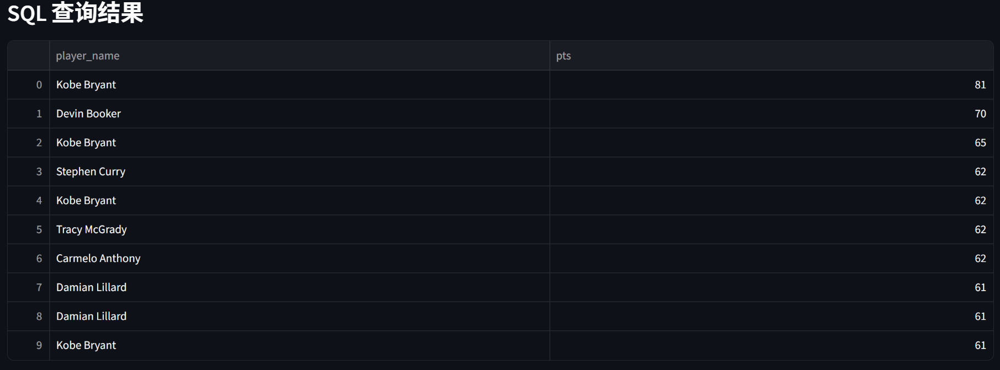 SQL 查询结果
player_name pts
0 Kobe Bryant 81
1 Devin Booker 70
2 Kobe Bryant 65
3 Stephen Curry 62
4 Kobe Bryant 62
5 Tracy McGrady 62
6 Carmelo Anthony 62
7 Damian Lillard 61
8 Damian Lillard 61
9 Kobe Bryant 61